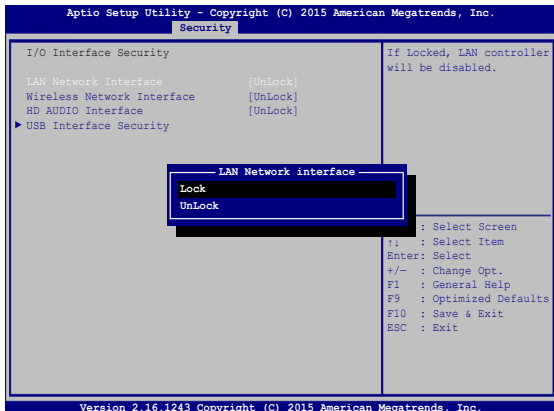 Aptio Setup Utility - Copyright (C) 2015 American Megatrends, Inc.
Security
I/O Interface Security
LAN Network Interface [UnLock]
Wireless Network Interface [UnLock]
HD AUDIO Interface [UnLock]
USB Interface Security
If Locked, LAN controller
will be disabled.
LAN Network interface
Lock
UnLock
: Select Screen
↑↓ : Select Item
Enter: Select
+/− : Change Opt.
F1 : General Help
F9 : Optimized Defaults
F10 : Save & Exit
ESC : Exit
Version 2.16.1243 Copyright (C) 2015 American Megatrends, Inc.